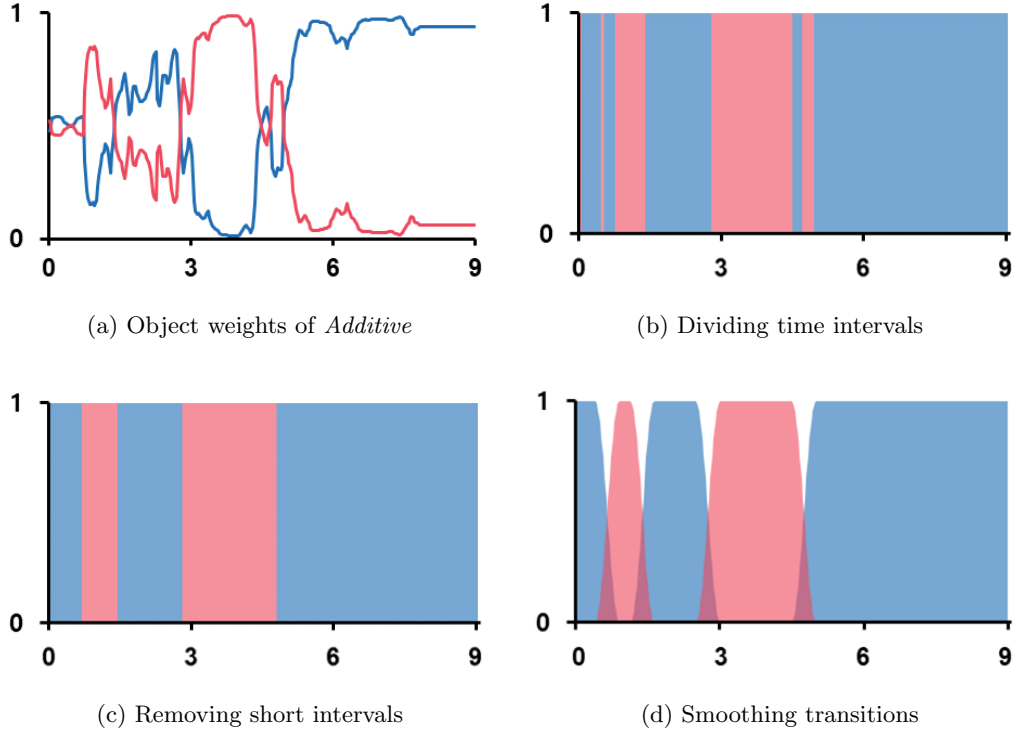 1
0
0 3 6 9
(a) Object weights of Additive
1
0
0 3 6 9
(b) Dividing time intervals
1
0
0 3 6 9
(c) Removing short intervals
1
0
0 3 6 9
(d) Smoothing transitions